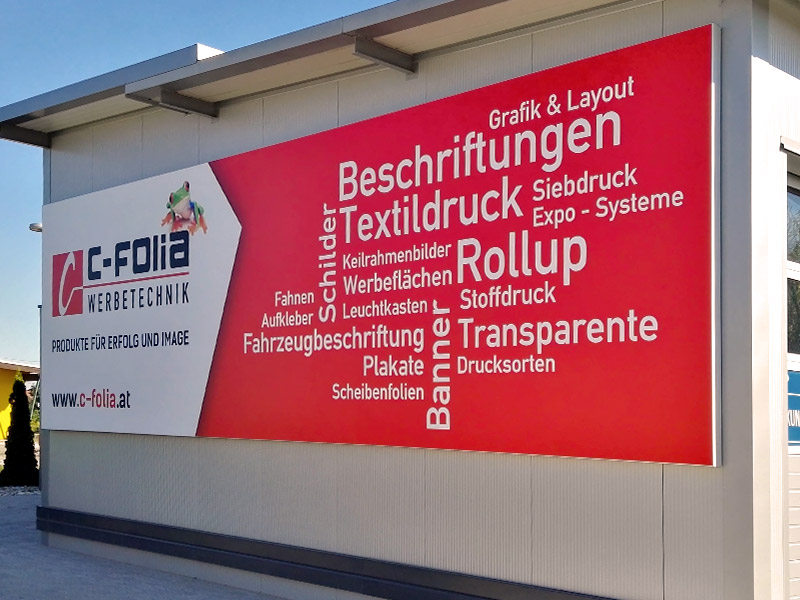 C-FOLIA
WERBETECHNIK
PRODUKTE FÜR ERFOLG UND IMAGE
www.c-folia.at
Grafik & Layout
Beschriftungen
Textildruck
Siebdruck
Expo - Systeme
Schilder
Keilrahmenbilder
Rollup
Werbeflächen
Fahnen
Leuchtkasten
Stoffdruck
Aufkleber
Fahrzeugbeschriftung
Banner
Transparente
Plakate
Drucksorten
Scheibenfolien